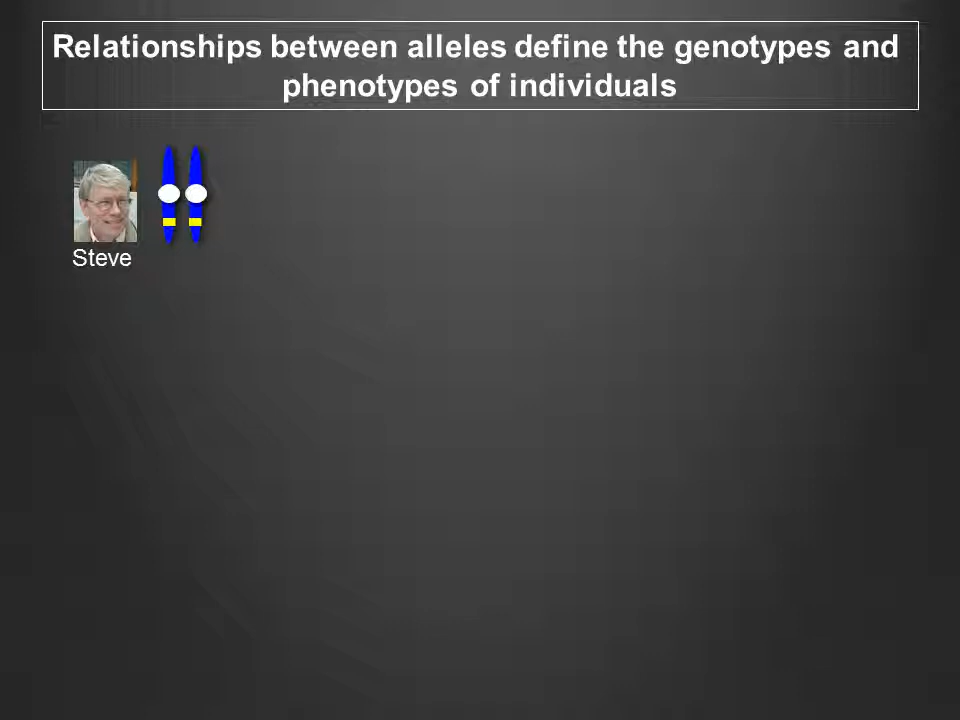 Relationships between alleles define the genotypes and
phenotypes of individuals
Steve